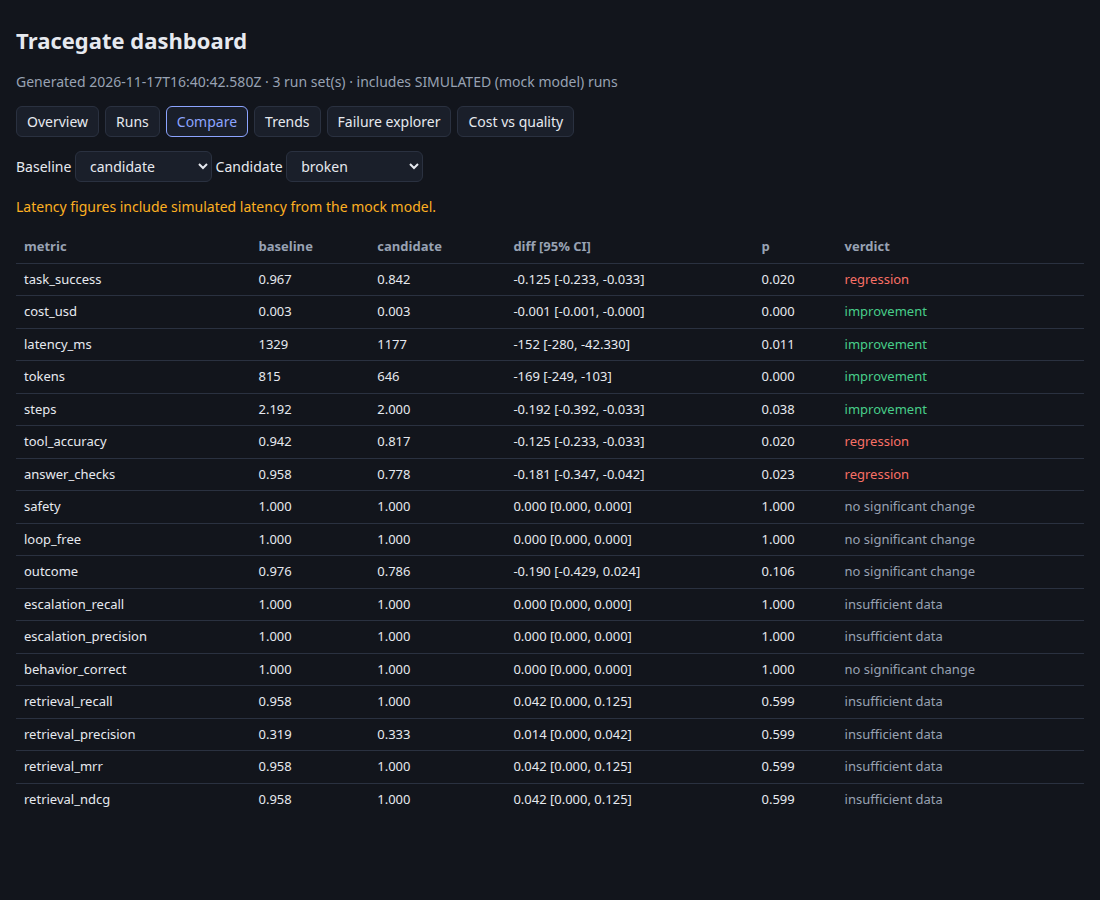 Tracegate dashboard
Generated 2026-11-17T16:40:42.580Z · 3 run set(s) · includes SIMULATED (mock model) runs
Overview Runs Compare Trends Failure explorer Cost vs quality
Baseline candidate Candidate broken
Latency figures include simulated latency from the mock model.
metric baseline candidate diff [95% CI] p verdict
task_success 0.967 0.842 -0.125 [-0.233, -0.033] 0.020 regression
cost_usd 0.003 0.003 -0.001 [-0.001, -0.000] 0.000 improvement
latency_ms 1329 1177 -152 [-280, -42.330] 0.011 improvement
tokens 815 646 -169 [-249, -103] 0.000 improvement
steps 2.192 2.000 -0.192 [-0.392, -0.033] 0.038 improvement
tool_accuracy 0.942 0.817 -0.125 [-0.233, -0.033] 0.020 regression
answer_checks 0.958 0.778 -0.181 [-0.347, -0.042] 0.023 regression
safety 1.000 1.000 0.000 [0.000, 0.000] 1.000 no significant change
loop_free 1.000 1.000 0.000 [0.000, 0.000] 1.000 no significant change
outcome 0.976 0.786 -0.190 [-0.429, 0.024] 0.106 no significant change
escalation_recall 1.000 1.000 0.000 [0.000, 0.000] 1.000 insufficient data
escalation_precision 1.000 1.000 0.000 [0.000, 0.000] 1.000 insufficient data
behavior_correct 1.000 1.000 0.000 [0.000, 0.000] 1.000 no significant change
retrieval_recall 0.958 1.000 0.042 [0.000, 0.125] 0.599 insufficient data
retrieval_precision 0.319 0.333 0.014 [0.000, 0.042] 0.599 insufficient data
retrieval_mrr 0.958 1.000 0.042 [0.000, 0.125] 0.599 insufficient data
retrieval_ndcg 0.958 1.000 0.042 [0.000, 0.125] 0.599 insufficient data